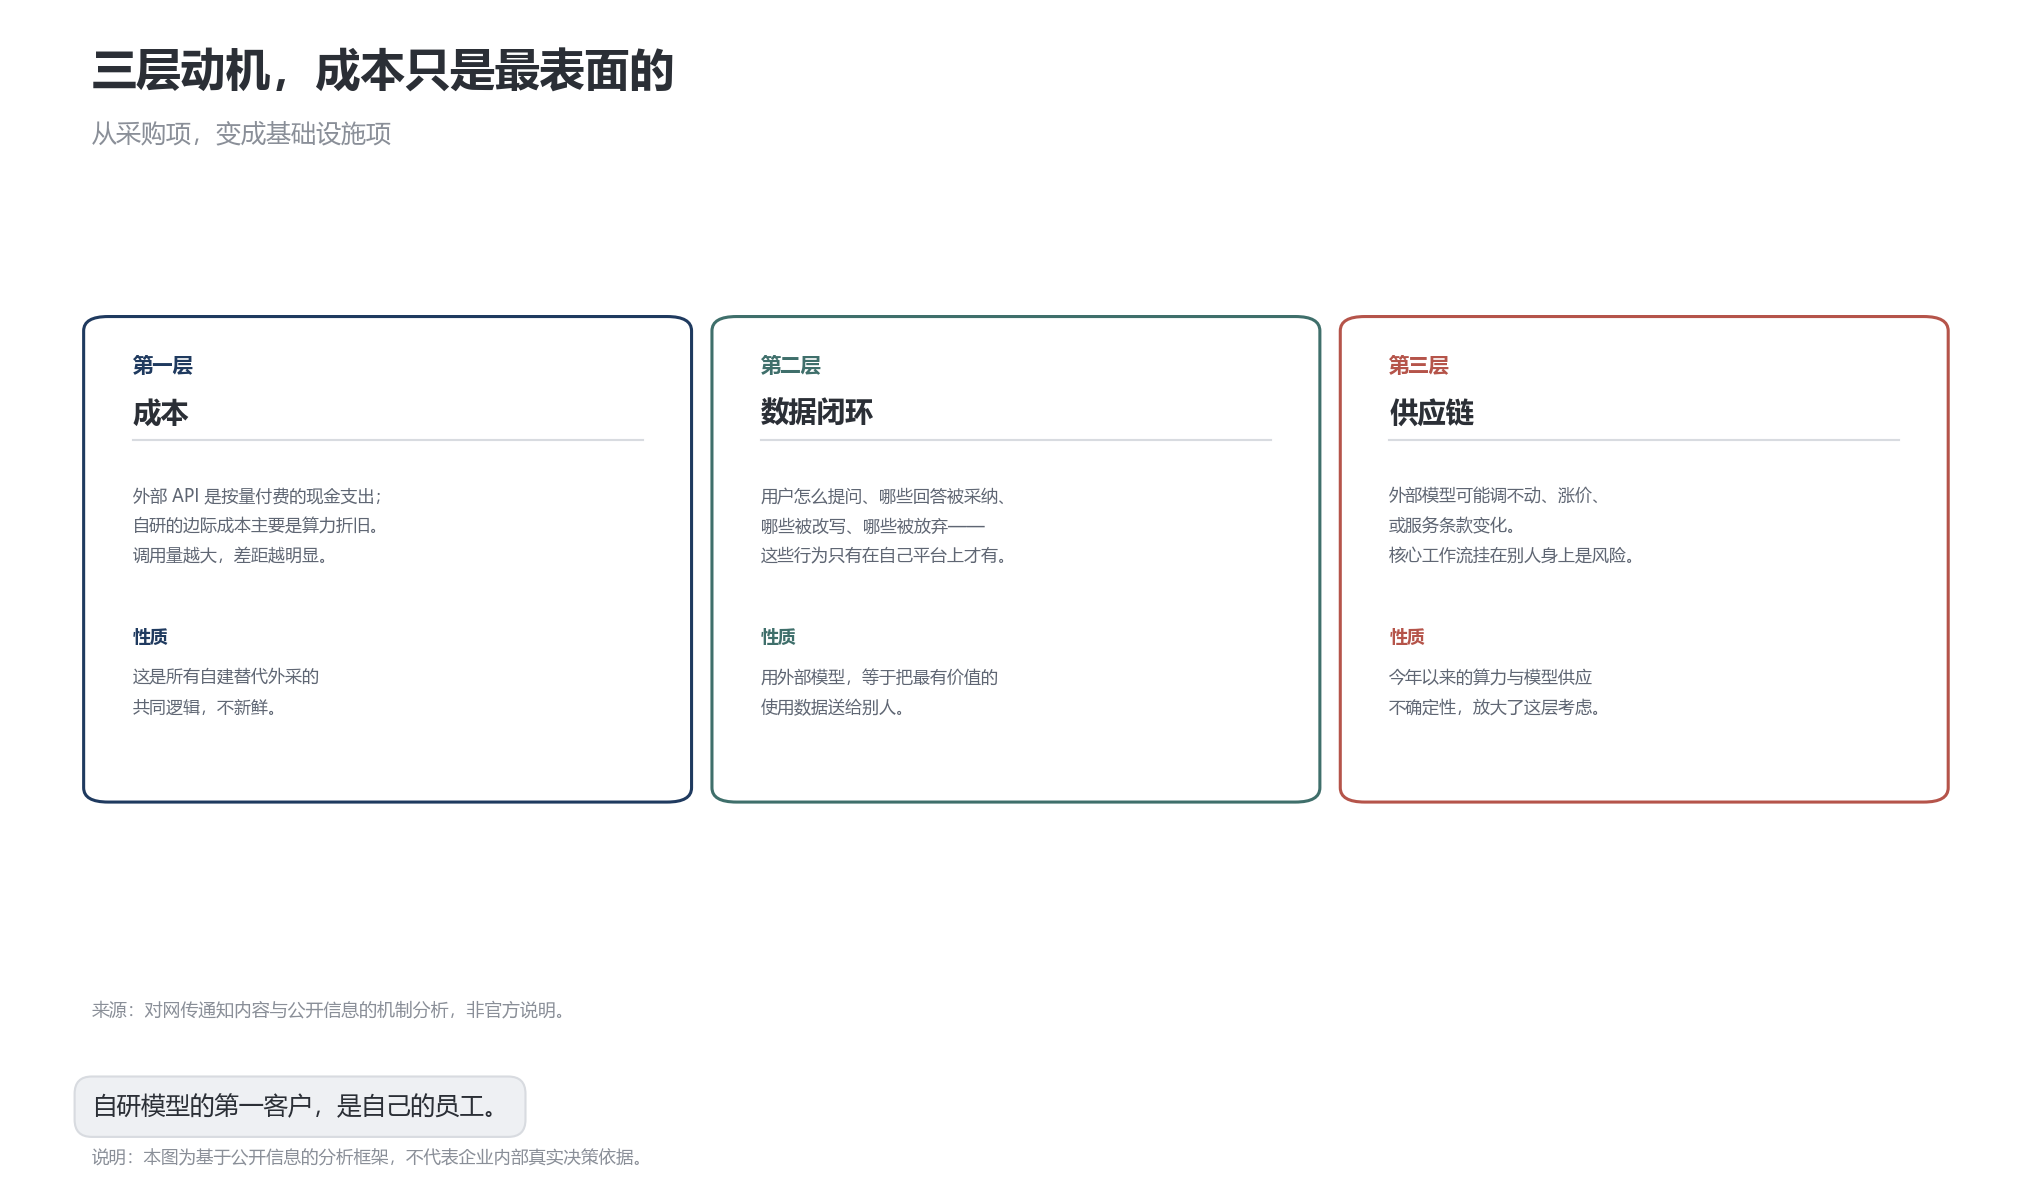 三层动机，成本只是最表面的
从采购项，变成基础设施项
第一层
成本
外部 API 是按量付费的现金支出；
自研的边际成本主要是算力折旧。
调用量越大，差距越明显。
性质
这是所有自建替代外采的
共同逻辑，不新鲜。
第二层
数据闭环
用户怎么提问、哪些回答被采纳、
哪些被改写、哪些被放弃——
这些行为只有在自己平台上才有。
性质
用外部模型，等于把最有价值的
使用数据送给别人。
第三层
供应链
外部模型可能调不动、涨价、
或服务条款变化。
核心工作流挂在别人身上是风险。
性质
今年以来的算力与模型供应
不确定性，放大了这层考虑。
来源：对网传通知内容与公开信息的机制分析，非官方说明。
自研模型的第一客户，是自己的员工。
说明：本图为基于公开信息的分析框架，不代表企业内部真实决策依据。